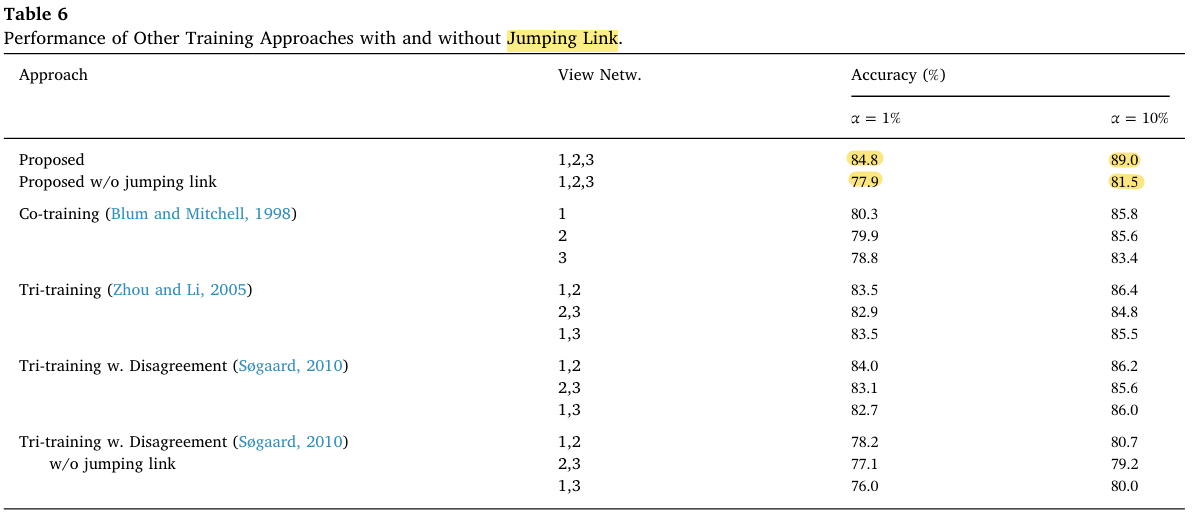 Table 6
Performance of Other Training Approaches with and without Jumping Link.
Approach View Netw. Accuracy (%)
α = 1% α = 10%
Proposed 1,2,3 84.8 89.0
Proposed w/o jumping link 1,2,3 77.9 81.5
Co-training (Blum and Mitchell, 1998) 1 80.3 85.8
2 79.9 85.6
3 78.8 83.4
Tri-training (Zhou and Li, 2005) 1,2 83.5 86.4
2,3 82.9 84.8
1,3 83.5 85.5
Tri-training w. Disagreement (Søgaard, 2010) 1,2 84.0 86.2
2,3 83.1 85.6
1,3 82.7 86.0
Tri-training w. Disagreement (Søgaard, 2010) 1,2 78.2 80.7
w/o jumping link 2,3 77.1 79.2
1,3 76.0 80.0